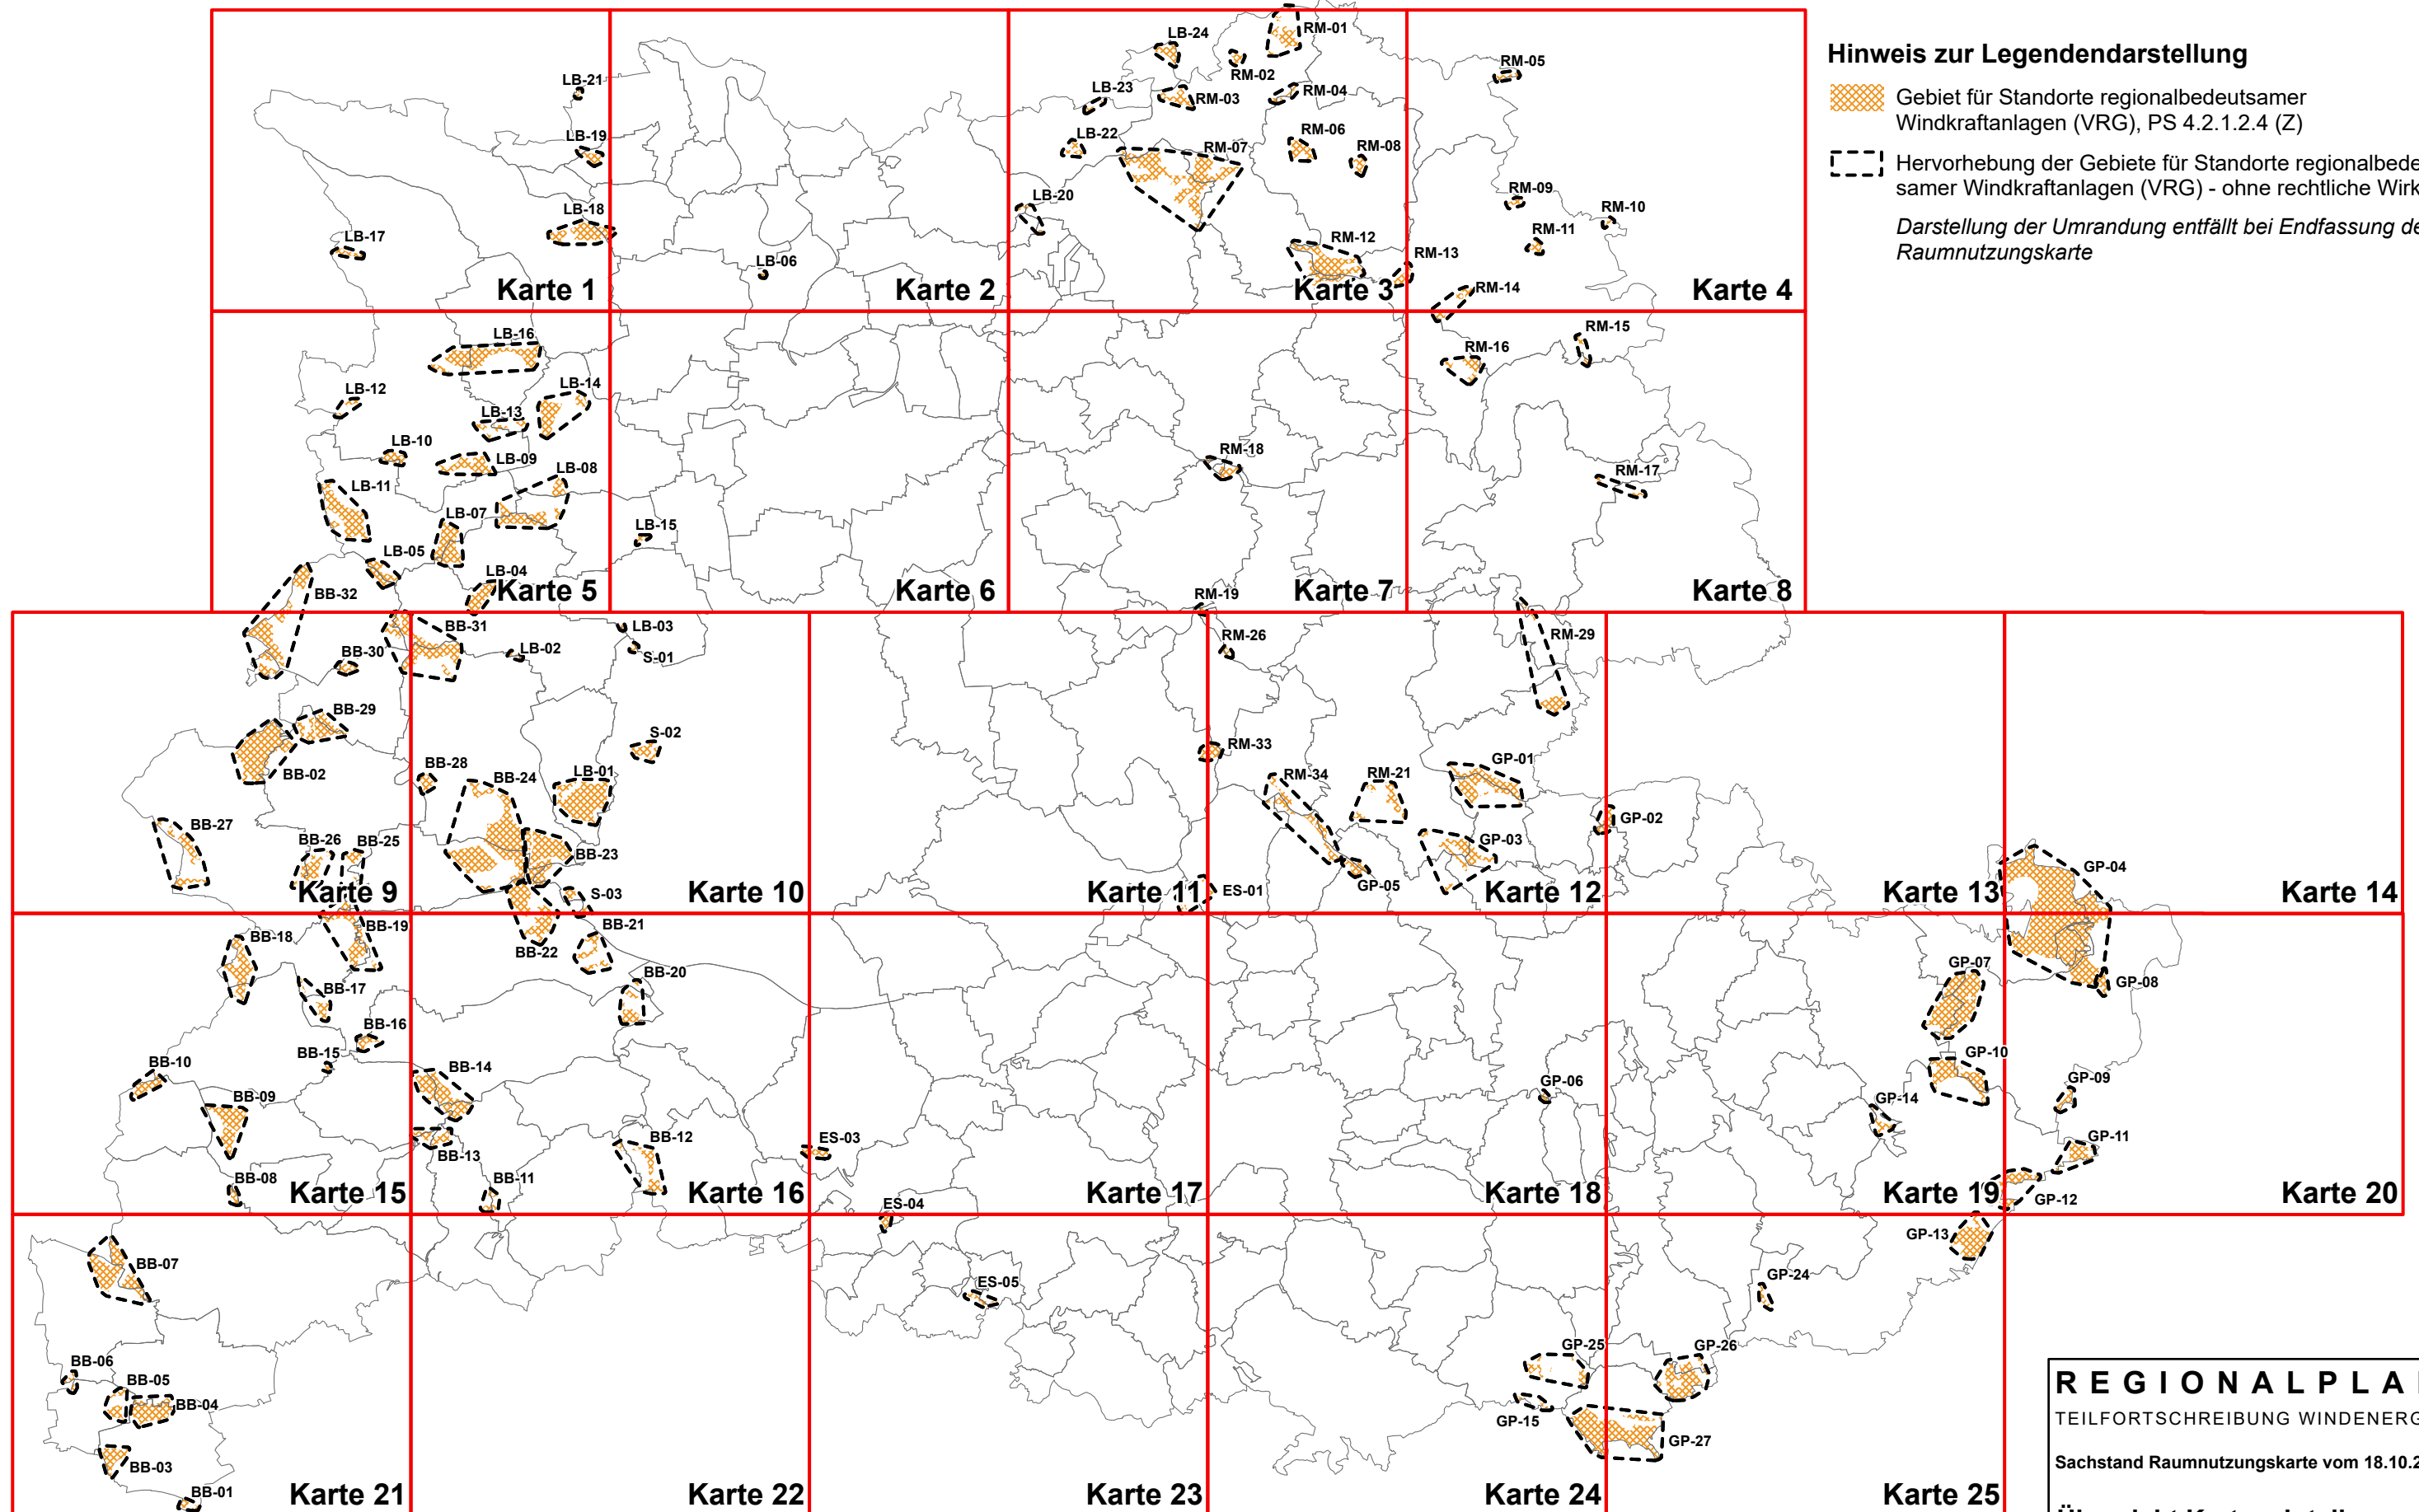 LB-24
RM-01
RM-02
RM-05
LB-21
LB-23
RM-03
RM-04
LB-19
LB-22
RM-07
RM-06
RM-08
LB-18
LB-20
RM-09
RM-10
RM-11
LB-17
LB-06
RM-12
RM-13
RM-14
Karte 1
Karte 2
Karte 3
Karte 4
Hinweis zur Legendendarstellung
Gebiet für Standorte regionalbedeutsamer
Windkraftanlagen (VRG), PS 4.2.1.2.4 (Z)
Hervorhebung der Gebiete für Standorte regionalbede
samer Windkraftanlagen (VRG) - ohne rechtliche Wirk
Darstellung der Umrandung entfällt bei Endfassung de
Raumnutzungskarte
LB-16
RM-15
RM-16
LB-12
LB-14
LB-13
LB-10
LB-09
LB-08
RM-18
RM-17
LB-11
LB-07
LB-15
LB-05
LB-04
BB-32
RM-19
Karte 5
Karte 6
Karte 7
Karte 8
BB-31
LB-03
BB-30
LB-02
S-01
RM-26
RM-29
BB-29
S-02
BB-02
RM-33
BB-28
BB-24
LB-01
RM-34
RM-21
GP-01
BB-27
BB-26
BB-25
BB-23
GP-02
GP-03
GP-04
GP-05
S-03
ES-01
Karte 9
Karte 10
Karte 11
Karte 12
Karte 13
Karte 14
BB-18
BB-19
BB-22
BB-21
BB-20
GP-07
GP-08
BB-17
BB-16
BB-15
BB-10
BB-14
GP-10
GP-06
GP-09
BB-09
GP-14
BB-13
BB-12
ES-03
GP-11
BB-08
BB-11
GP-12
Karte 15
Karte 16
Karte 17
Karte 18
Karte 19
Karte 20
ES-04
GP-13
BB-07
ES-05
GP-24
GP-25
GP-26
BB-06
BB-05
BB-04
GP-15
GP-27
BB-03
BB-01
Karte 21
Karte 22
Karte 23
Karte 24
Karte 25
REGIONALPLA
TEILFORTSCHREIBUNG WINDENERG
Sachstand Raumnutzungskarte vom 18.10.2